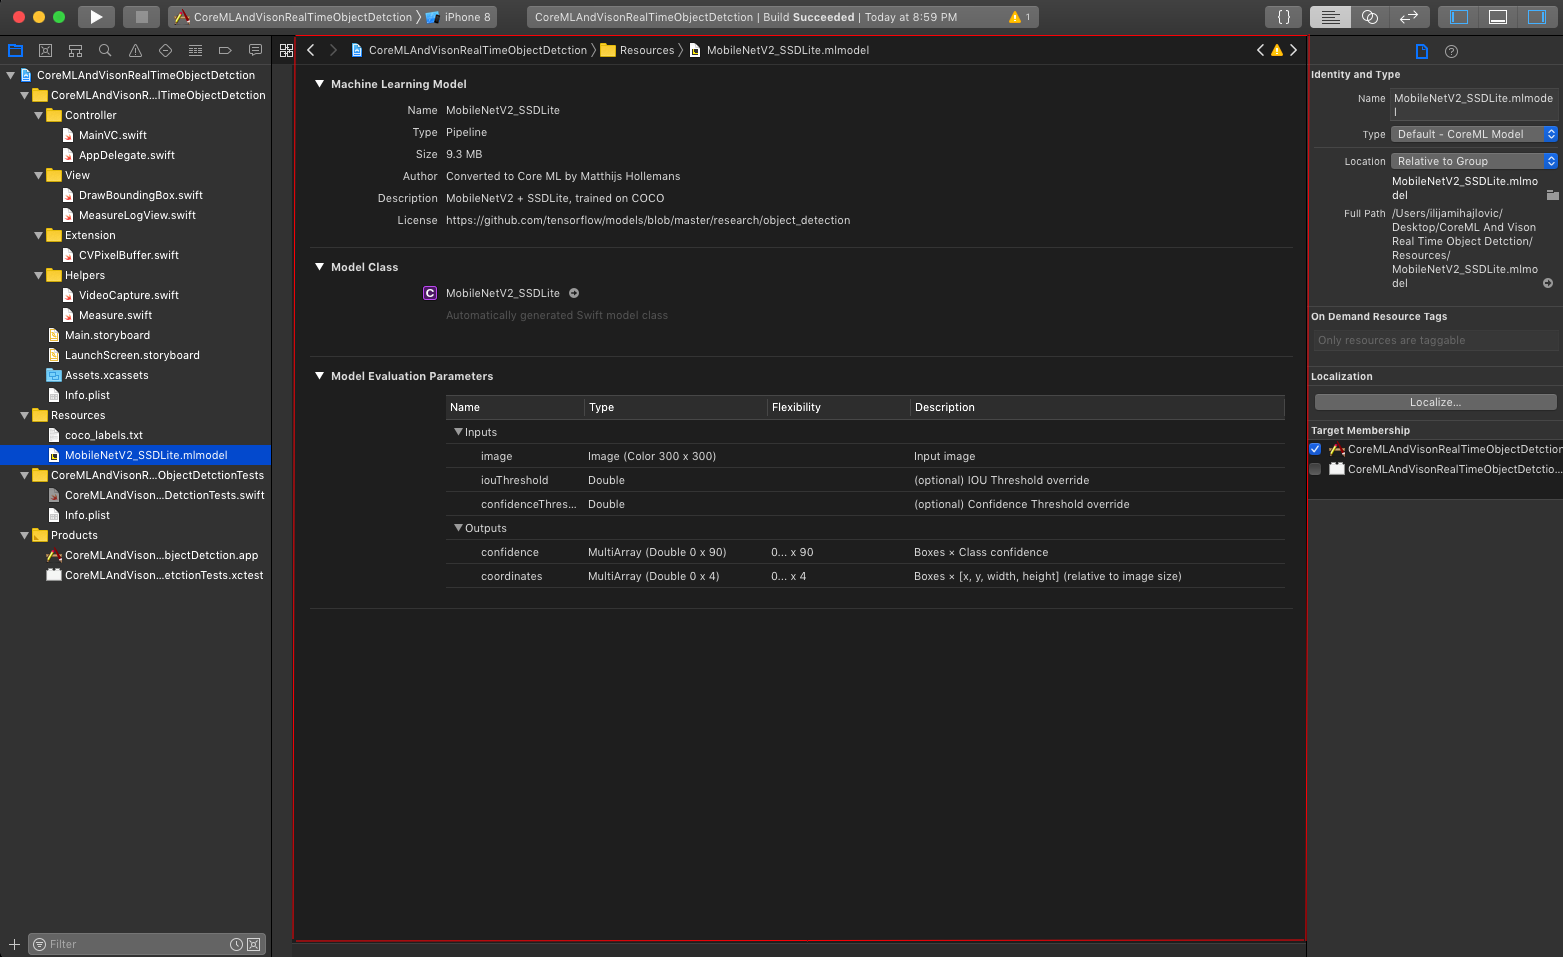 CoreMLAndVisonRealTimeObjectDetction
iPhone 8
CoreMLAndVisonRealTimeObjectDetction | Build Succeeded | Today at 8:59 PM
1
{ }
CoreMLAndVisonRealTimeObjectDetction
CoreMLAndVisonR...lTimeObjectDetction
Controller
MainVC.swift
AppDelegate.swift
View
DrawBoundingBox.swift
MeasureLogView.swift
Extension
CVPixelBuffer.swift
Helpers
VideoCapture.swift
Measure.swift
Main.storyboard
LaunchScreen.storyboard
Assets.xcassets
Info.plist
Resources
coco_labels.txt
MobileNetV2_SSDLite.mlmodel
CoreMLAndVisonR...ObjectDetctionTests
CoreMLAndVison...DetctionTests.swift
Info.plist
Products
CoreMLAndVison...bjectDetction.app
CoreMLAndVison...etctionTests.xctest
Filter
CoreMLAndVisonRealTimeObjectDetction
Resources
MobileNetV2_SSDLite.mlmodel
Machine Learning Model
Name MobileNetV2_SSDLite
Type Pipeline
Size 9.3 MB
Author Converted to Core ML by Matthijs Hollemans
Description MobileNetV2 + SSDLite, trained on COCO
License https://github.com/tensorflow/models/blob/master/research/object_detection
Model Class
C MobileNetV2_SSDLite
Automatically generated Swift model class
Model Evaluation Parameters
Name Type Flexibility Description
Inputs
image Image (Color 300 x 300) Input image
iouThreshold Double (optional) IOU Threshold override
confidenceThres... Double (optional) Confidence Threshold override
Outputs
confidence MultiArray (Double 0 x 90) 0... x 90 Boxes × Class confidence
coordinates MultiArray (Double 0 x 4) 0... x 4 Boxes × [x, y, width, height] (relative to image size)
Identity and Type
Name MobileNetV2_SSDLite.mlmode
l
Type Default - CoreML Model
Location Relative to Group
MobileNetV2_SSDLite.mlmo
del
Full Path /Users/ilijamihajlovic/
Desktop/CoreML And Vison
Real Time Object Detction/
Resources/
MobileNetV2_SSDLite.mlmo
del
On Demand Resource Tags
Only resources are taggable
Localization
Localize...
Target Membership
CoreMLAndVisonRealTimeObjectDetction
CoreMLAndVisonRealTimeObjectDetctio...